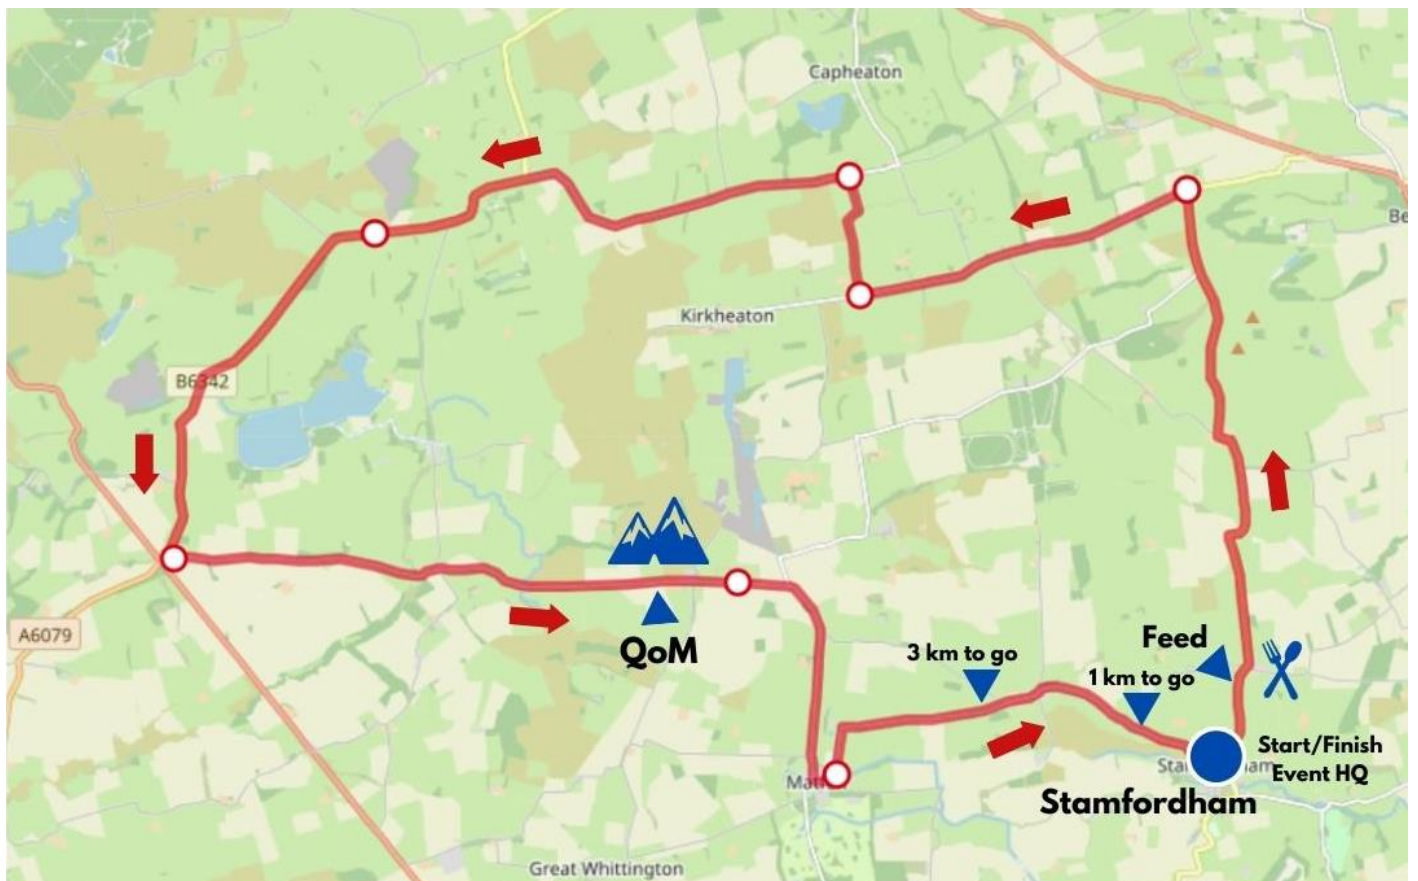 Capheaton
Be
Kirkheaton
B6342
A6079
QoM
3 km to go
Feed
1 km to go
Start/Finish
Event HQ
Stamfordham
Great Whittington